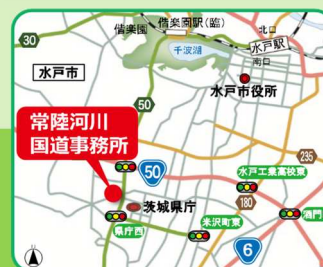 偕楽園
偕楽園駅(臨)
北口
水戸駅
南口
30
千波湖
水戸市
50
水戸市役所
常陸河川
国道事務所
50
235
水戸工業高校東
180
茨城県庁
酒門
県庁西
米沢町東
6